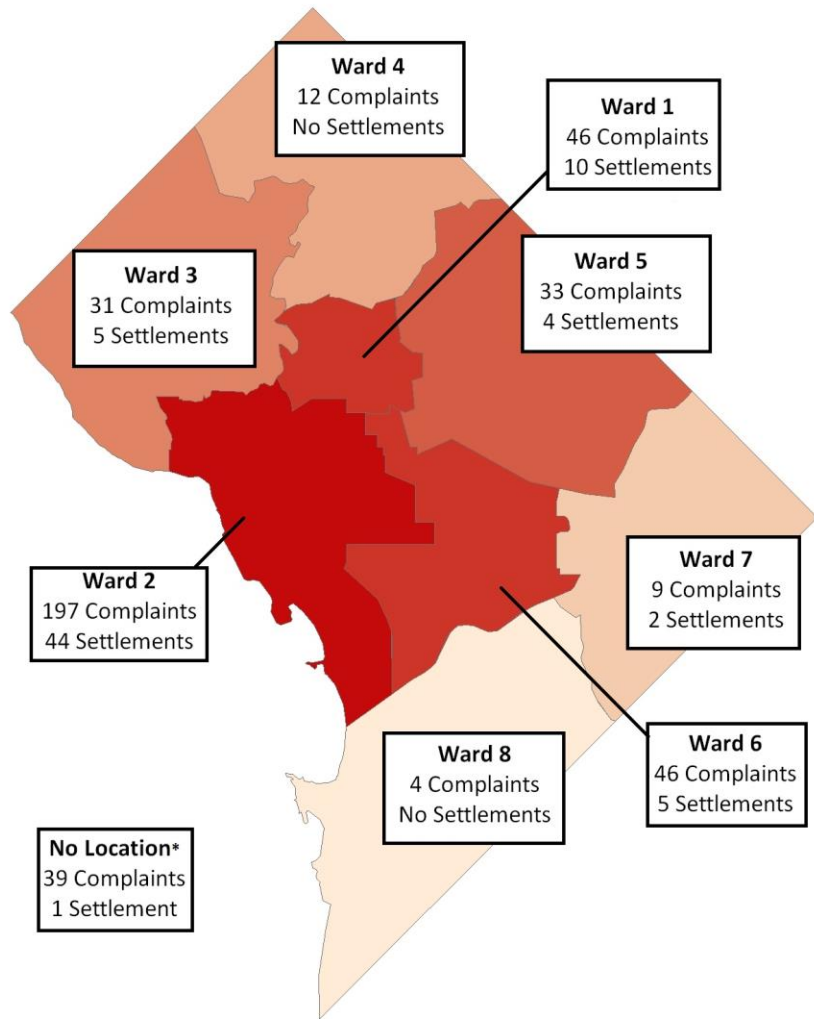 Ward 4
12 Complaints
No Settlements
Ward 1
46 Complaints
10 Settlements
Ward 3
31 Complaints
5 Settlements
Ward 5
33 Complaints
4 Settlements
Ward 2
197 Complaints
44 Settlements
Ward 7
9 Complaints
2 Settlements
Ward 8
4 Complaints
No Settlements
Ward 6
46 Complaints
5 Settlements
No Location*
39 Complaints
1 Settlement